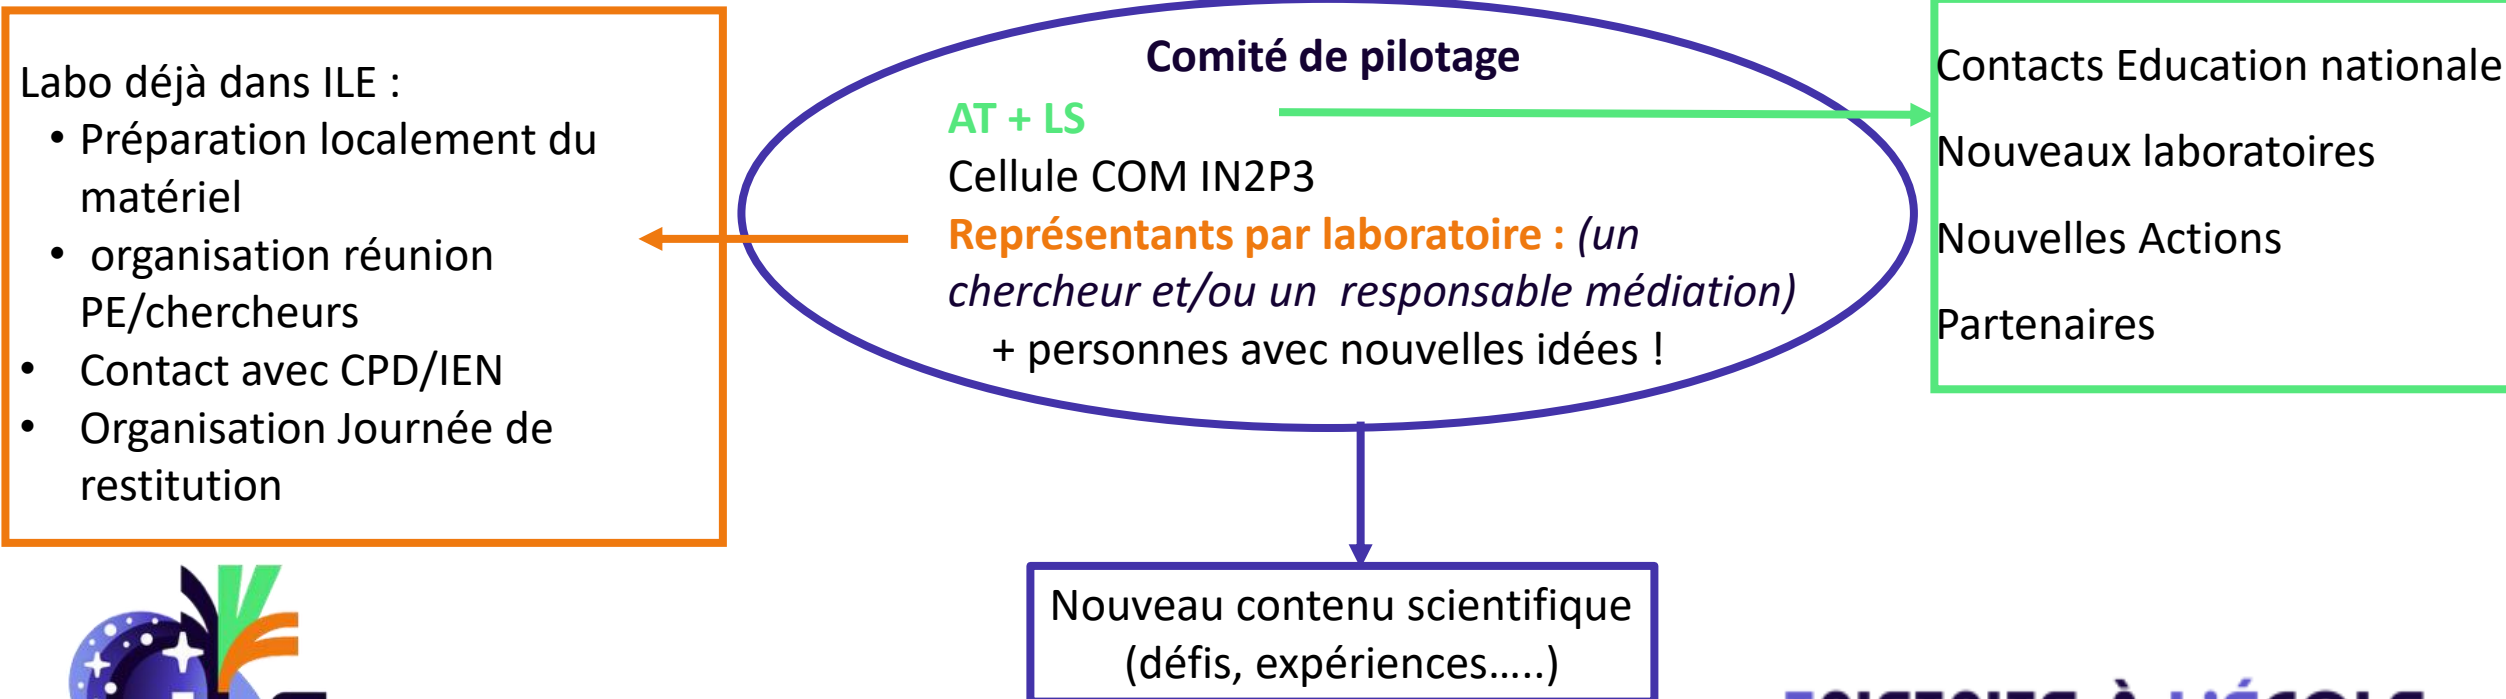 Labo déjà dans ILE :
• Préparation localement du
matériel
• organisation réunion
PE/chercheurs
• Contact avec CPD/IEN
• Organisation Journée de
restitution
Comité de pilotage
AT + LS
Cellule COM IN2P3
Représentants par laboratoire : (un
chercheur et/ou un responsable médiation)
+ personnes avec nouvelles idées !
Contacts Education nationale
Nouveaux laboratoires
Nouvelles Actions
Partenaires
Nouveau contenu scientifique
(défis, expériences…..)
À L'ÉCOLE